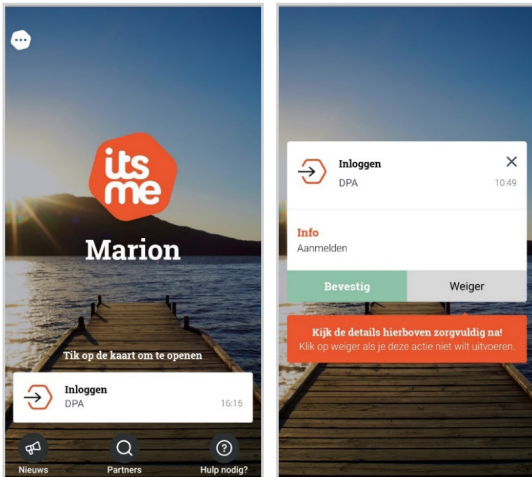 its
me
Marion
Tik op de kaart om te openen
Inloggen
DPA
16:15
Nieuws
Partners
Hulp nodig?
Inloggen
DPA
10:49
Info
Aanmelden
Bevestig
Weiger
Kijk de details hierboven zorgvuldig na!
Klik op weiger als je deze actie niet wilt uitvoeren.